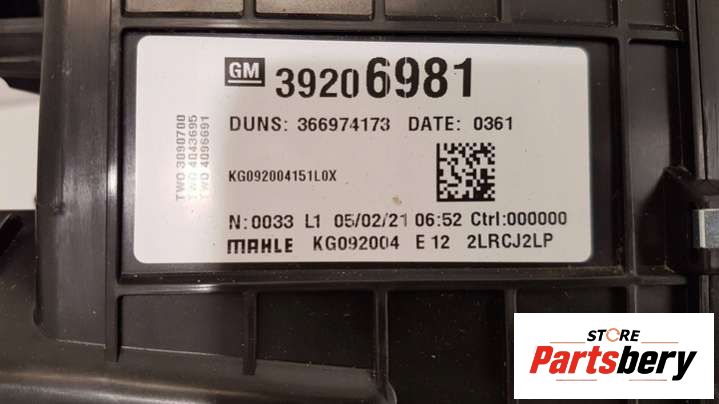 GM 39206981
DUNS: 366974173 DATE: 0361
TWO 3090700
TWO 4043695
TWO 4096691
KG092004151L0X
N:0033 L1 05/02/21 06:52 Ctrl:000000
MAHLE KG092004 E 12 2LRCJ2LP
STORE
Partsbery